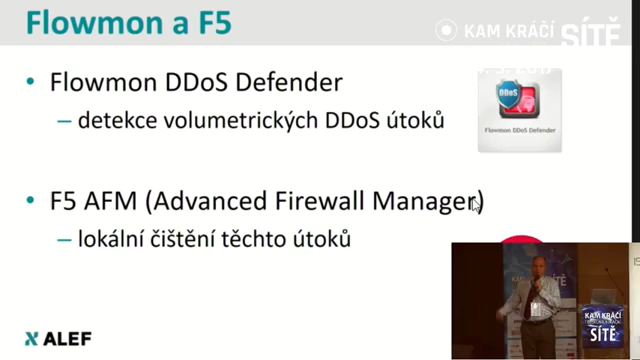 Flowmon a F5
KAM KRÁČÍ SÍTĚ
• Flowmon DDoS Defender
– detekce volumetrických DDoS útoků
DDoS
Flowmon DDoS Defender
• F5 AFM (Advanced Firewall Manager)
– lokální čištění těchto útoků
KAM KRÁČÍ
SÍTĚ
ALEF